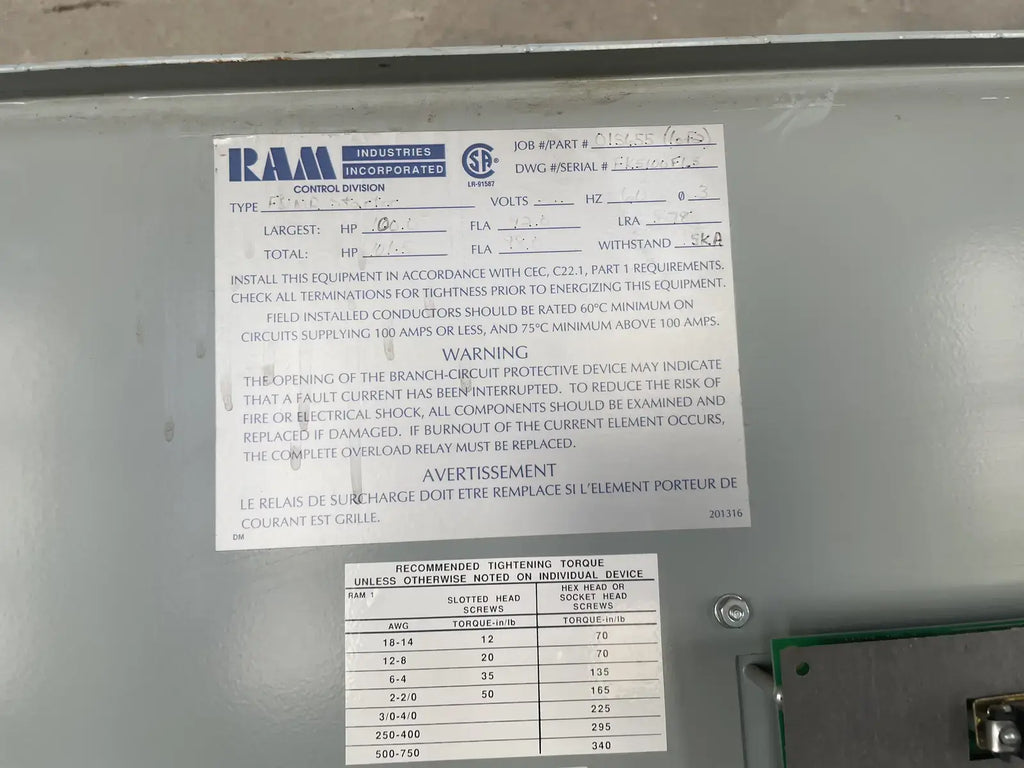 RAM INDUSTRIES INCORPORATED
CONTROL DIVISION
CSA ®
LR-91587
JOB #/PART #
DWG #/SERIAL #
TYPE VOLTS HZ 60 Ø 3
LARGEST: HP 100.0 FLA LRA
TOTAL: HP FLA WITHSTAND 5KA
INSTALL THIS EQUIPMENT IN ACCORDANCE WITH CEC, C22.1, PART 1 REQUIREMENTS.
CHECK ALL TERMINATIONS FOR TIGHTNESS PRIOR TO ENERGIZING THIS EQUIPMENT.
FIELD INSTALLED CONDUCTORS SHOULD BE RATED 60°C MINIMUM ON
CIRCUITS SUPPLYING 100 AMPS OR LESS, AND 75°C MINIMUM ABOVE 100 AMPS.
WARNING
THE OPENING OF THE BRANCH-CIRCUIT PROTECTIVE DEVICE MAY INDICATE
THAT A FAULT CURRENT HAS BEEN INTERRUPTED. TO REDUCE THE RISK OF
FIRE OR ELECTRICAL SHOCK, ALL COMPONENTS SHOULD BE EXAMINED AND
REPLACED IF DAMAGED. IF BURNOUT OF THE CURRENT ELEMENT OCCURS,
THE COMPLETE OVERLOAD RELAY MUST BE REPLACED.
AVERTISSEMENT
LE RELAIS DE SURCHARGE DOIT ETRE REMPLACE SI L'ELEMENT PORTEUR DE
COURANT EST GRILLE.
DM 201316
RECOMMENDED TIGHTENING TORQUE
UNLESS OTHERWISE NOTED ON INDIVIDUAL DEVICE
RAM 1
SLOTTED HEAD
SCREWS
HEX HEAD OR
SOCKET HEAD
SCREWS
AWG TORQUE-in/lb TORQUE-in/lb
18-14 12 70
12-8 20 70
6-4 35 135
2-2/0 50 165
3/0-4/0 225
250-400 295
500-750 340